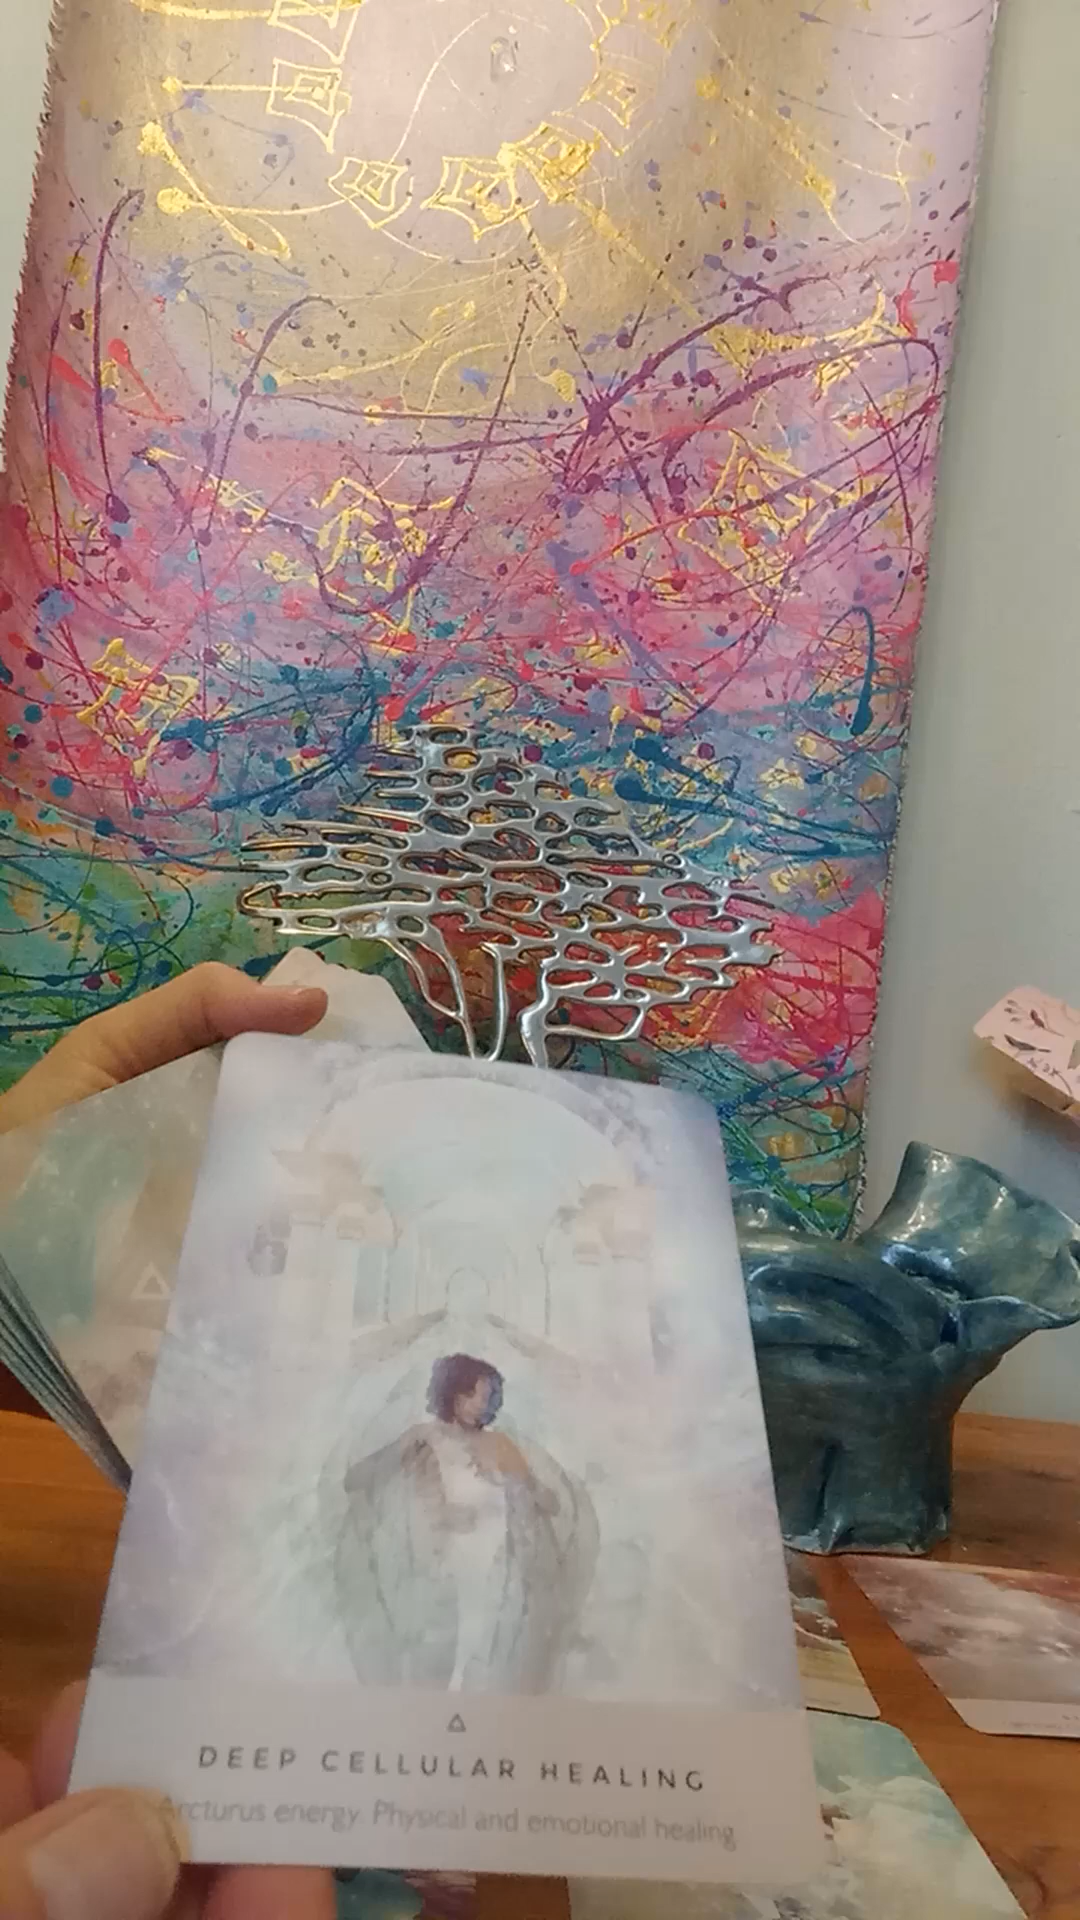 DEEP CELLULAR HEALING
Arcturus energy. Physical and emotional healing